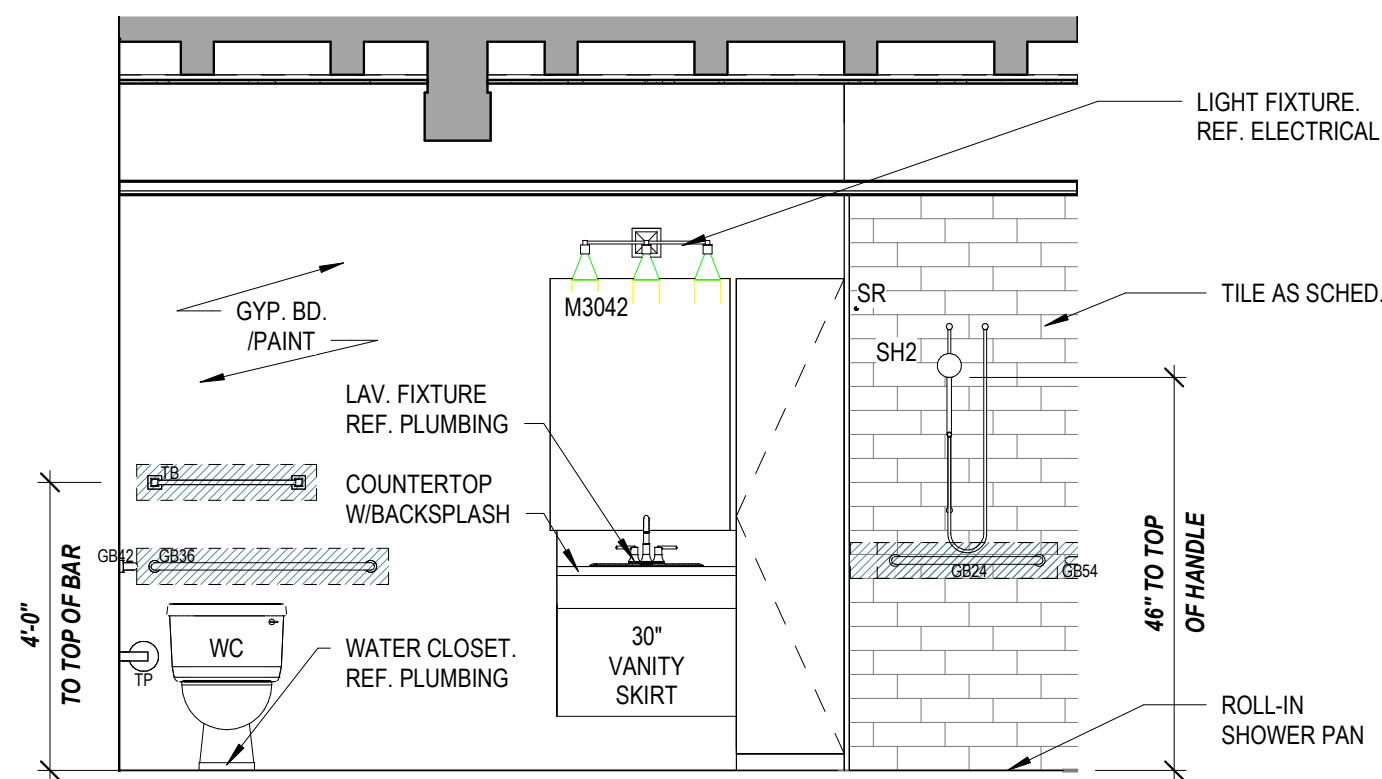 LIGHT FIXTURE.
REF. ELECTRICAL
GYP. BD.
/PAINT
M3042
SR
TILE AS SCHED.
SH2
LAV. FIXTURE
REF. PLUMBING
COUNTERTOP
W/BACKSPLASH
TB
GB42
GB36
GB24
GB54
4'-0"
TO TOP OF BAR
46" TO TOP
OF HANDLE
WC
TP
WATER CLOSET.
REF. PLUMBING
30"
VANITY
SKIRT
ROLL-IN
SHOWER PAN